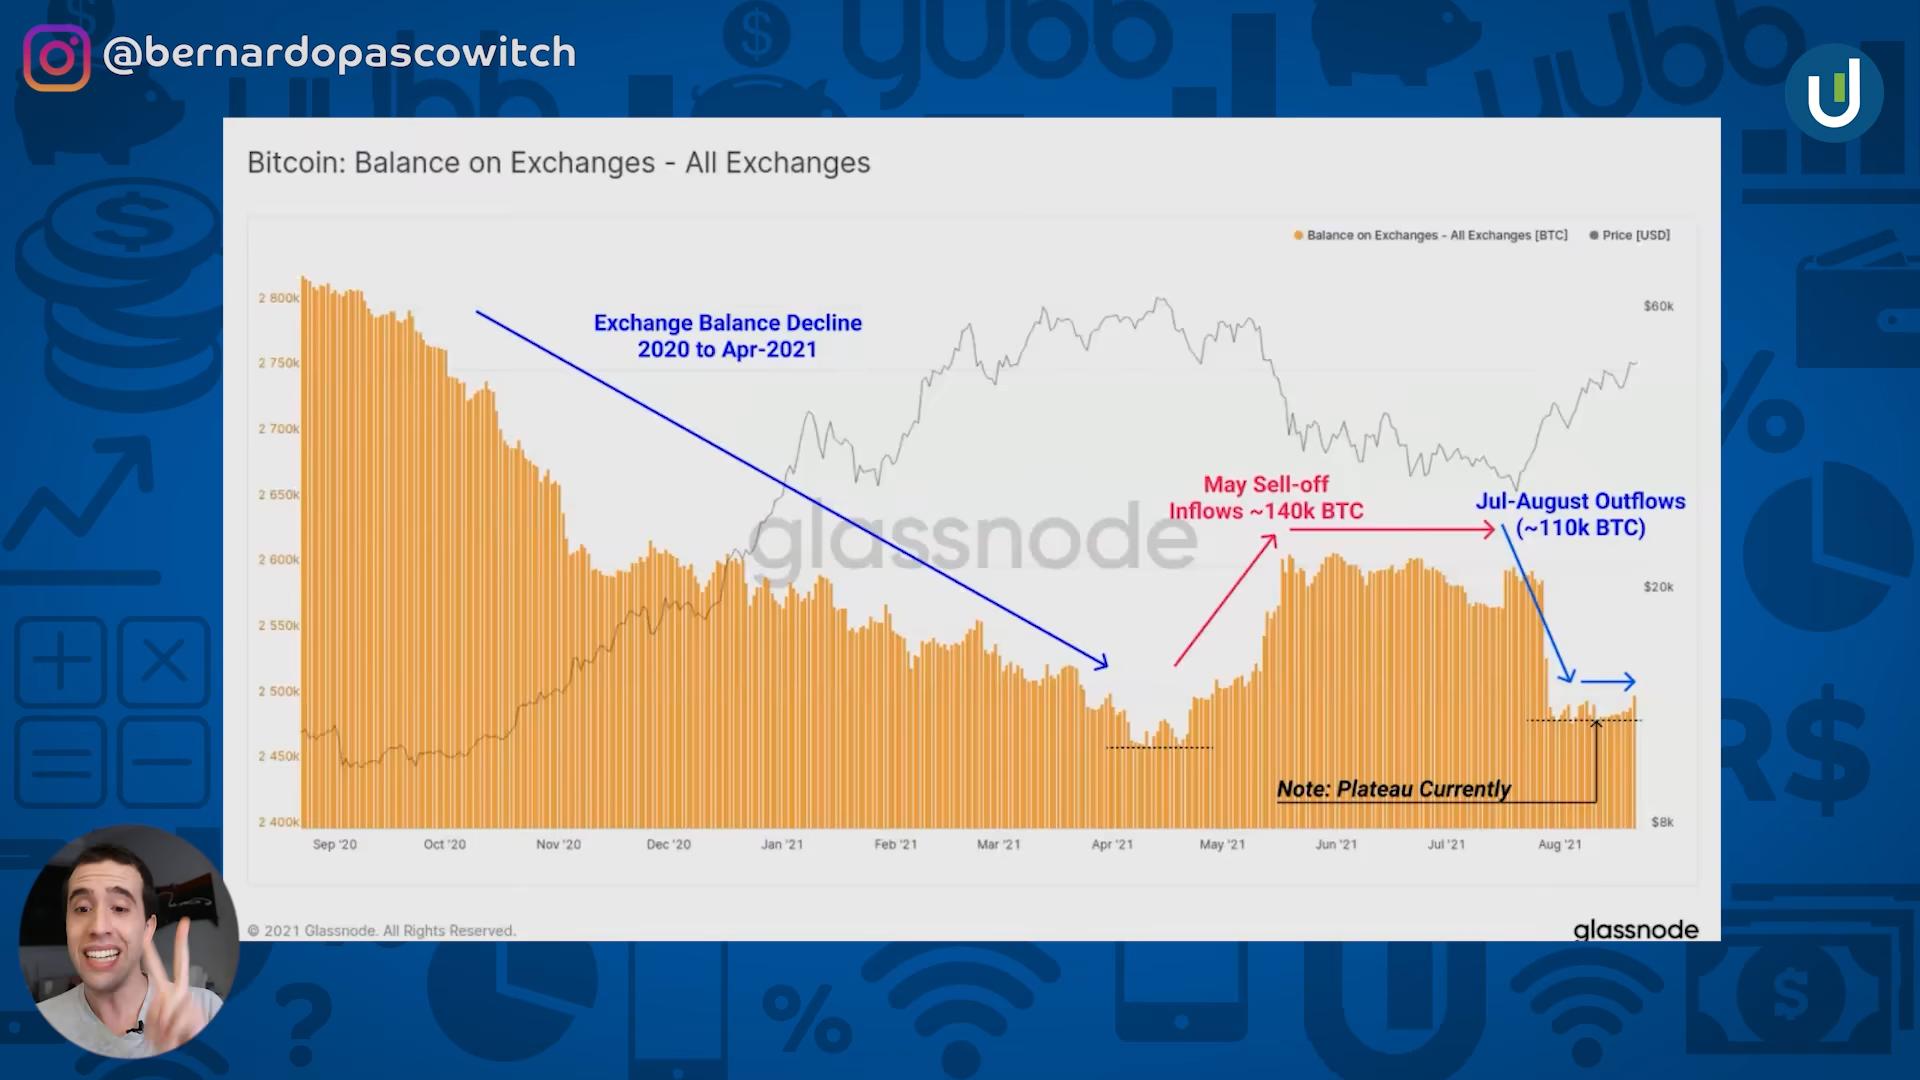 @bernardopascowitch
yubb
yubb
Bitcoin: Balance on Exchanges - All Exchanges
Balance on Exchanges - All Exchanges [BTC]
Price [USD]
2 800k
2 750k
2 700k
2 650k
2 600k
2 550k
2 500k
2 450k
2 400k
$60k
$20k
$8k
Exchange Balance Decline
2020 to Apr-2021
May Sell-off
Inflows ~140k BTC
Jul-August Outflows
(~110k BTC)
glassnode
Note: Plateau Currently
Sep '20
Oct '20
Nov '20
Dec '20
Jan '21
Feb '21
Mar '21
Apr '21
May '21
Jun '21
Jul '21
Aug '21
© 2021 Glassnode. All Rights Reserved.
glassnode
R$